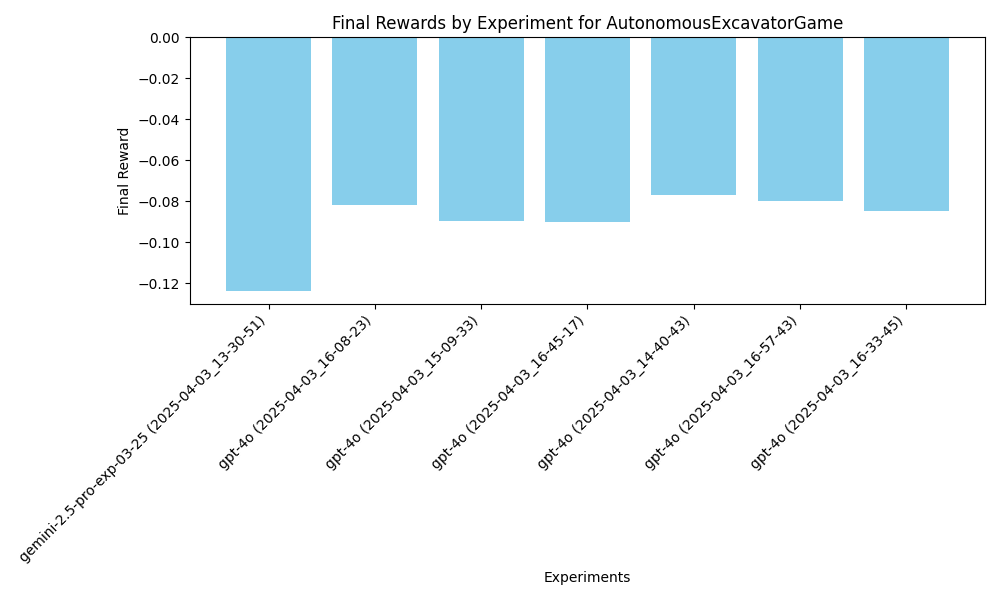 Final Rewards by Experiment for AutonomousExcavatorGame
Final Reward
0.00
−0.02
−0.04
−0.06
−0.08
−0.10
−0.12
gemini-2.5-pro-exp-03-25 (2025-04-03_13-30-51)
gpt-4o (2025-04-03_16-08-23)
gpt-4o (2025-04-03_15-09-33)
gpt-4o (2025-04-03_16-45-17)
gpt-4o (2025-04-03_14-40-43)
gpt-4o (2025-04-03_16-57-43)
gpt-4o (2025-04-03_16-33-45)
Experiments